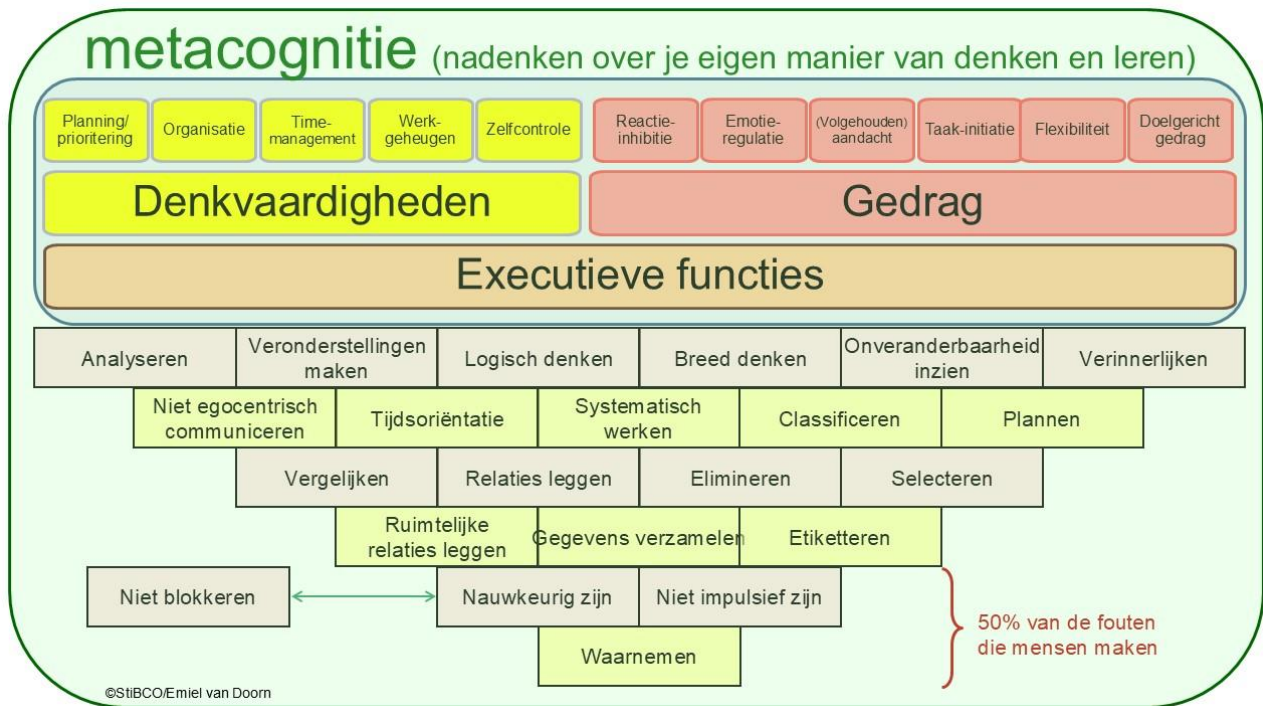 metacognitie (nadenken over je eigen manier van denken en leren)
Planning/
prioritering
Organisatie
Time-
management
Werk-
geheugen
Zelfcontrole
Reactie-
inhibitie
Emotie-
regulatie
(Volgehouden)
aandacht
Taak-initiatie
Flexibiliteit
Doelgericht
gedrag
Denkvaardigheden
Gedrag
Executieve functies
Analyseren
Veronderstellingen
maken
Logisch denken
Breed denken
Onveranderbaarheid
inzien
Verinnerlijken
Niet egocentrisch
communiceren
Tijdsoriëntatie
Systematisch
werken
Classificeren
Plannen
Vergelijken
Relaties leggen
Elimineren
Selecteren
Ruimtelijke
relaties leggen
Gegevens verzamelen
Etiketteren
Niet blokkeren
Nauwkeurig zijn
Niet impulsief zijn
50% van de fouten
die mensen maken
Waarnemen
©StiBCO/Emiel van Doorn